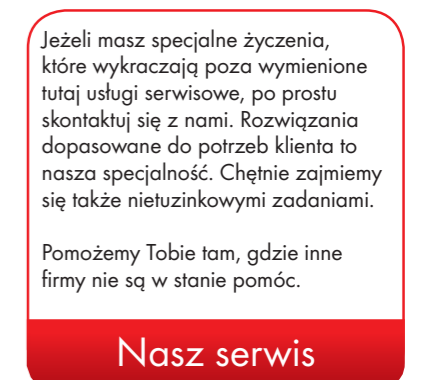 Jeżeli masz specjalne życzenia,
które wykraczają poza wymienione
tutaj usługi serwisowe, po prostu
skontaktuj się z nami. Rozwiązania
dopasowane do potrzeb klienta to
nasza specjalność. Chętnie zajmiemy
się także nietuzinkowymi zadaniami.
Pomożemy Tobie tam, gdzie inne
firmy nie są w stanie pomóc.
Nasz serwis